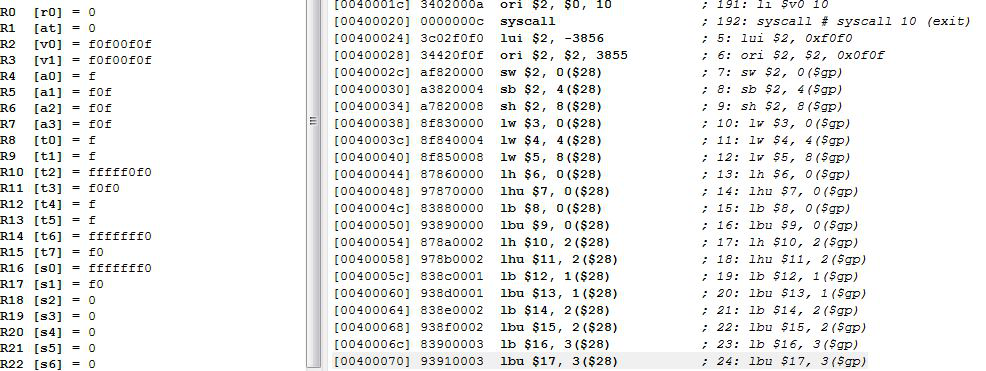 R0 [r0] = 0
R1 [at] = 0
R2 [v0] = f0f00f0f
R3 [v1] = f0f00f0f
R4 [a0] = f
R5 [a1] = f0f
R6 [a2] = f0f
R7 [a3] = f0f
R8 [t0] = f
R9 [t1] = f
R10 [t2] = fffff0f0
R11 [t3] = f0f0
R12 [t4] = f
R13 [t5] = f
R14 [t6] = fffffff0
R15 [t7] = f0
R16 [s0] = fffffff0
R17 [s1] = f0
R18 [s2] = 0
R19 [s3] = 0
R20 [s4] = 0
R21 [s5] = 0
R22 [s6] = 0
[0040001c] 3402000a ori $2, $0, 10 ; 191: li $v0 10
[00400020] 0000000c syscall ; 192: syscall # syscall 10 (exit)
[00400024] 3c02f0f0 lui $2, -3856 ; 5: lui $2, 0xf0f0
[00400028] 34420f0f ori $2, $2, 3855 ; 6: ori $2, $2, 0x0f0f
[0040002c] af820000 sw $2, 0($28) ; 7: sw $2, 0($gp)
[00400030] a3820004 sb $2, 4($28) ; 8: sb $2, 4($gp)
[00400034] a7820008 sh $2, 8($28) ; 9: sh $2, 8($gp)
[00400038] 8f830000 lw $3, 0($28) ; 10: lw $3, 0($gp)
[0040003c] 8f840004 lw $4, 4($28) ; 11: lw $4, 4($gp)
[00400040] 8f850008 lw $5, 8($28) ; 12: lw $5, 8($gp)
[00400044] 87860000 lh $6, 0($28) ; 13: lh $6, 0($gp)
[00400048] 97870000 lhu $7, 0($28) ; 14: lhu $7, 0($gp)
[0040004c] 83880000 lb $8, 0($28) ; 15: lb $8, 0($gp)
[00400050] 93890000 lbu $9, 0($28) ; 16: lbu $9, 0($gp)
[00400054] 878a0002 lh $10, 2($28) ; 17: lh $10, 2($gp)
[00400058] 978b0002 lhu $11, 2($28) ; 18: lhu $11, 2($gp)
[0040005c] 838c0001 lb $12, 1($28) ; 19: lb $12, 1($gp)
[00400060] 938d0001 lbu $13, 1($28) ; 20: lbu $13, 1($gp)
[00400064] 838e0002 lb $14, 2($28) ; 21: lb $14, 2($gp)
[00400068] 938f0002 lbu $15, 2($28) ; 22: lbu $15, 2($gp)
[0040006c] 83900003 lb $16, 3($28) ; 23: lb $16, 3($gp)
[00400070] 93910003 lbu $17, 3($28) ; 24: lbu $17, 3($gp)